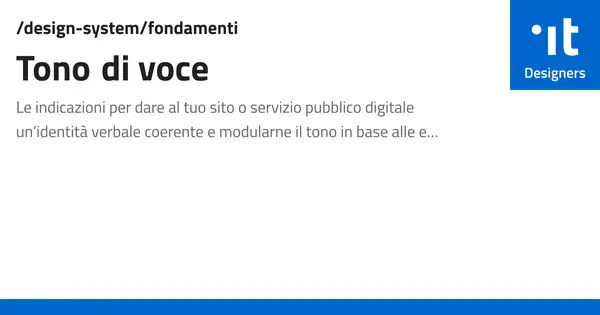 /design-system/fondamenti
Tono di voce
Le indicazioni per dare al tuo sito o servizio pubblico digitale
un’identità verbale coerente e modularne il tono in base alle e…
it
Designers